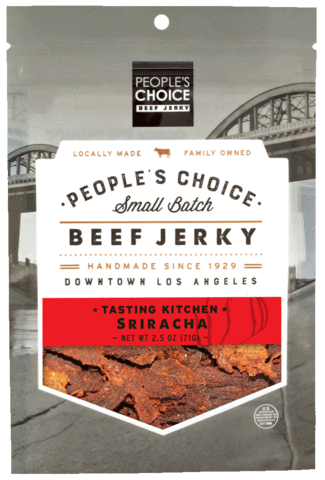 PEOPLE'S
CHOICE
BEEF JERKY
LOCALLY MADE FAMILY OWNED
·PEOPLE'S CHOICE·
Small Batch
BEEF JERKY
HANDMADE SINCE 1929
DOWNTOWN LOS ANGELES
★ TASTING KITCHEN ★
SRIRACHA
– NET WT 2.5 OZ (71G) –
U.S.